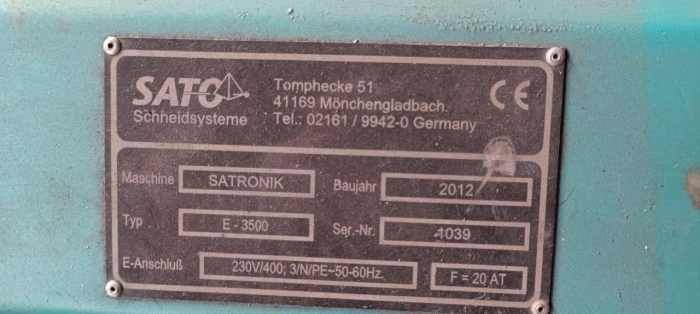 SATO
Schneidsysteme
Tomphecke 51
41169 Mönchengladbach.
Tel.: 02161 / 9942-0 Germany
CE
Maschine SATRONIK Baujahr 2012
Typ E - 3500 Ser.-Nr. 1039
E-Anschluß 230V/400; 3/N/PE~50-60Hz. F = 20 AT